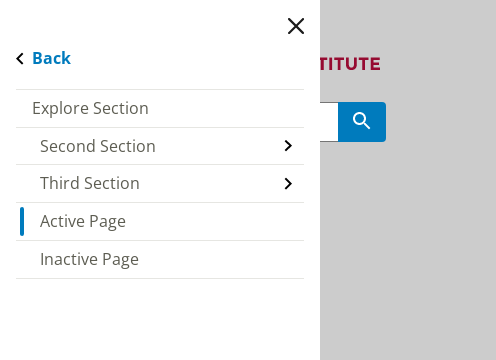 Back
TITUTE
Explore Section
Second Section
Third Section
Active Page
Inactive Page